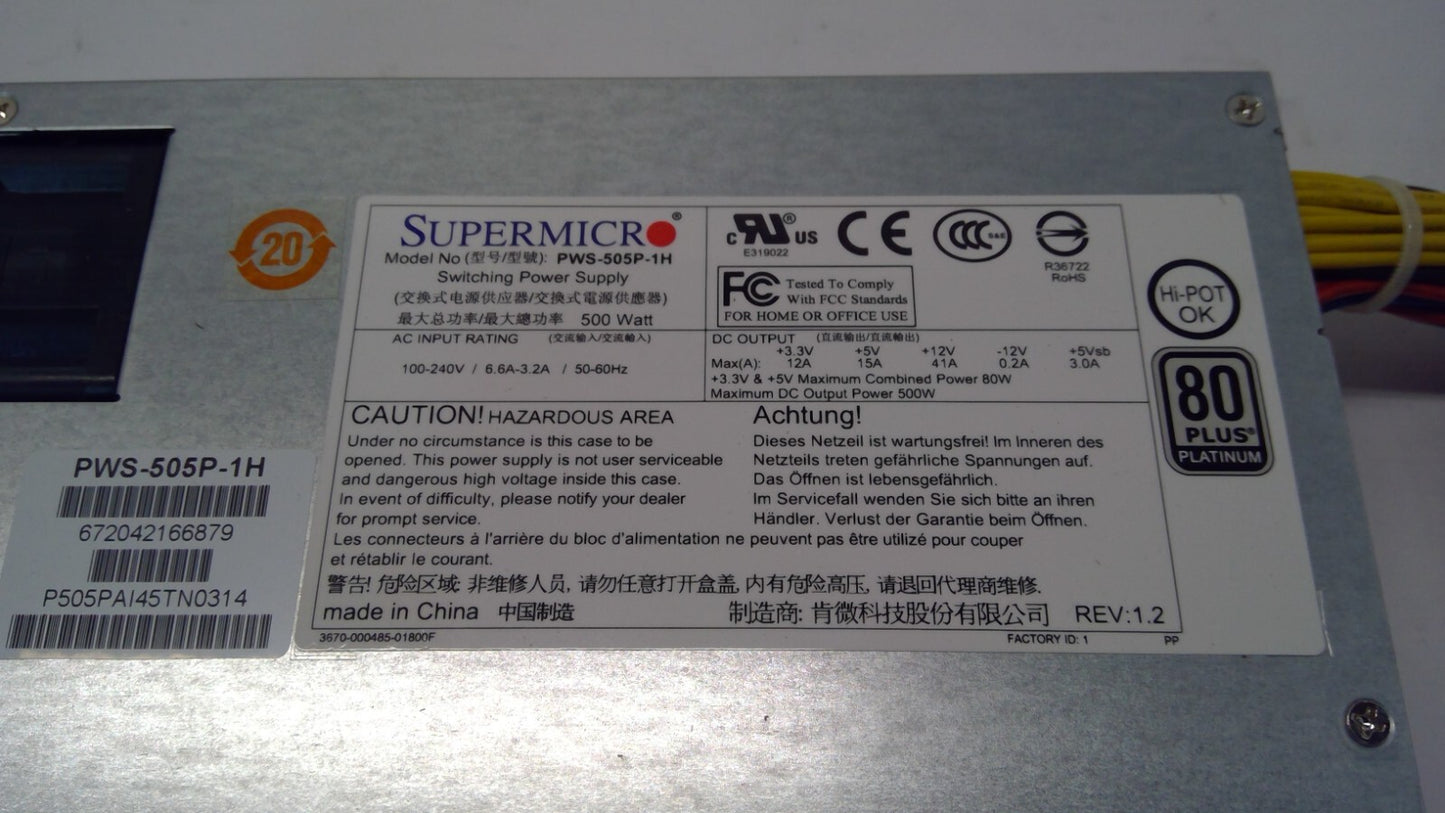 20
SUPERMICRO®
Model No (型号/型號): PWS-505P-1H
Switching Power Supply
(交换式电源供应器/交換式電源供應器)
最大总功率/最大總功率 500 Watt
AC INPUT RATING (交流输入/交流輸入)
100-240V / 6.6A-3.2A / 50-60Hz
c RU ® US
E319022
CE
CCC S&E
R36722
RoHS
FC Tested To Comply
With FCC Standards
FOR HOME OR OFFICE USE
DC OUTPUT (直流输出/直流輸出)
+3.3V +5V +12V -12V +5Vsb
Max(A): 12A 15A 41A 0.2A 3.0A
+3.3V & +5V Maximum Combined Power 80W
Maximum DC Output Power 500W
Hi-POT
OK
80
PLUS®
PLATINUM
CAUTION! HAZARDOUS AREA
Under no circumstance is this case to be
opened. This power supply is not user serviceable
and dangerous high voltage inside this case.
In event of difficulty, please notify your dealer
for prompt service.
Achtung!
Dieses Netzeil ist wartungsfrei! Im Inneren des
Netzteils treten gefährliche Spannungen auf.
Das Öffnen ist lebensgefährlich.
Im Servicefall wenden Sie sich bitte an ihren
Händler. Verlust der Garantie beim Öffnen.
Les connecteurs à l'arrière du bloc d'alimentation ne peuvent pas être utilizé pour couper
et rétablir le courant.
警告! 危险区域: 非维修人员, 请勿任意打开盒盖, 内有危险高压, 请退回代理商维修.
made in China 中国制造 制造商: 肯微科技股份有限公司 REV:1.2
3670-000485-01800F FACTORY ID: 1 PP
PWS-505P-1H
672042166879
P505PAI45TN0314